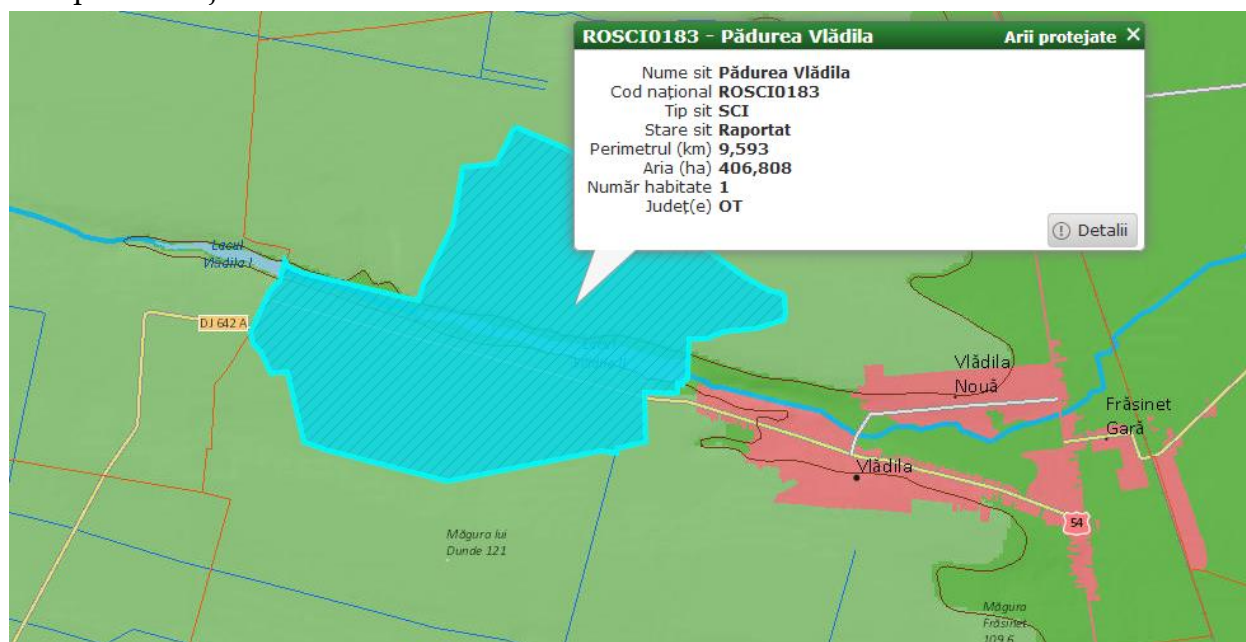 ROSCI0183 - Pădurea Vlădila Arii protejate ×
Nume sit Pădurea Vlădila
Cod național ROSCI0183
Tip sit SCI
Stare sit Raportat
Perimetrul (km) 9,593
Aria (ha) 406,808
Număr habitate 1
Județ(e) OT
Detalii
Lacul
Vlădila I
DJ 642 A
Vlădila
Nouă
Frăsinet
Gară
Vlădila
54
Măgura lui
Dunde 121
Măgura
Frăsinet
109.6